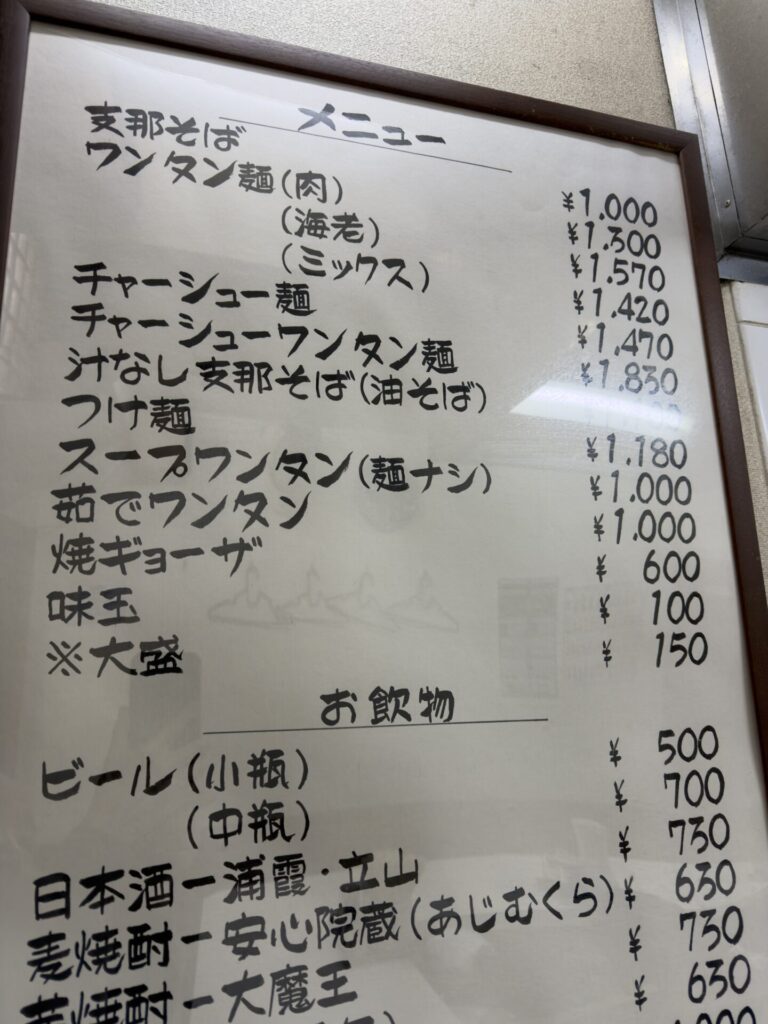 メニュー
支那そば ¥1.000
ワンタン麺(肉) ¥1.300
(海老) ¥1.570
(ミックス) ¥1.420
チャーシュー麺 ¥1.470
チャーシューワンタン麺 ¥1.830
汁なし支那そば(油そば)
つけ麺 ¥1.180
スープワンタン(麺ナシ) ¥1.000
茹でワンタン ¥1.000
焼ギョーザ ¥600
味玉 ¥100
※大盛 ¥150
お飲物
ビール(小瓶) ¥500
(中瓶) ¥700
日本酒ー浦霞・立山 ¥730
麦焼酎ー安心院蔵(あじむくら) ¥630
芋焼酎ー大魔王 ¥730
¥630